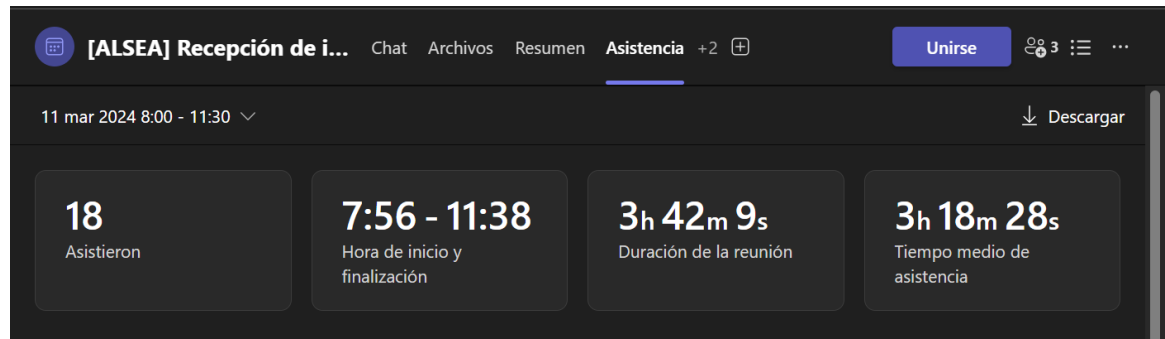 [ALSEA] Recepción de i... Chat Archivos Resumen Asistencia +2 Unirse 3 ...
11 mar 2024 8:00 - 11:30 Descargar
18
Asistieron
7:56 - 11:38
Hora de inicio y
finalización
3h 42m 9s
Duración de la reunión
3h 18m 28s
Tiempo medio de
asistencia